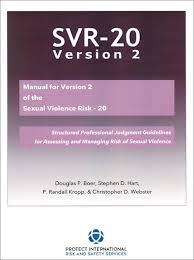 SVR-20
Version 2
Manual for Version 2
of the
Sexual Violence Risk - 20
Structured Professional Judgment Guidelines
for Assessing and Managing Risk of Sexual Violence
Douglas P. Boer, Stephen D. Hart,
P. Randall Kropp, & Christopher D. Webster
PROTECT INTERNATIONAL
RISK AND SAFETY SERVICES